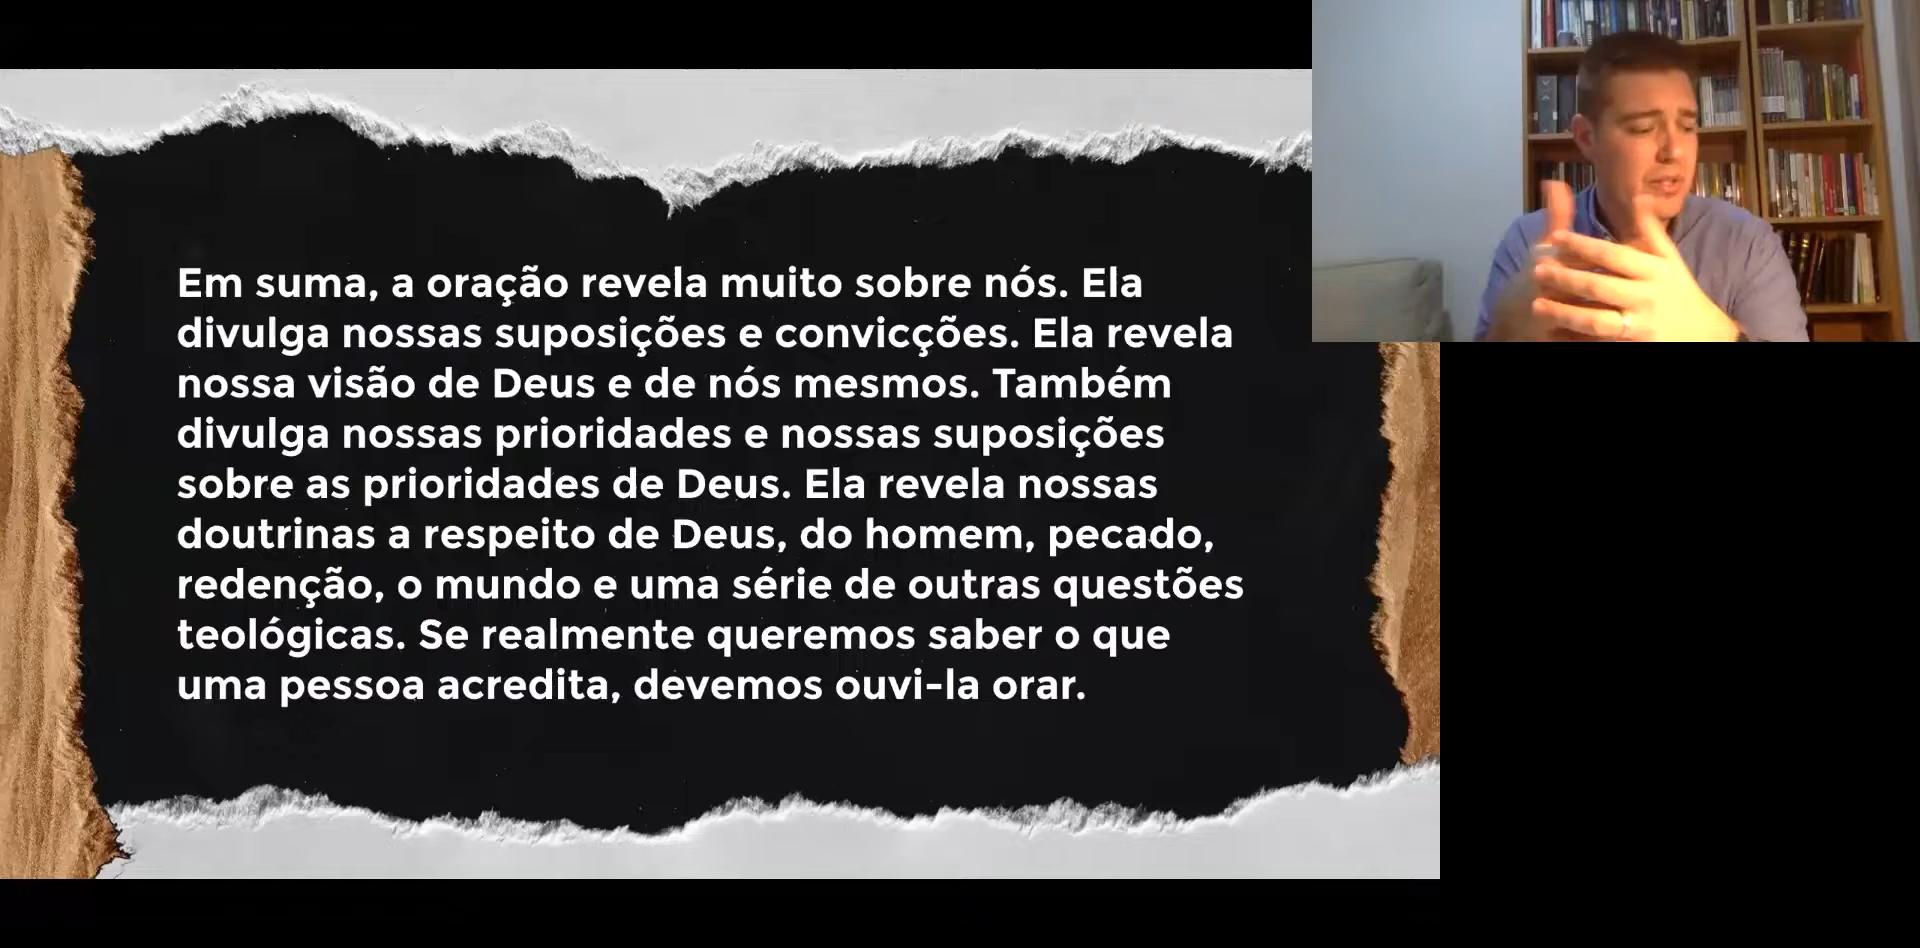 Em suma, a oração revela muito sobre nós. Ela
divulga nossas suposições e convicções. Ela revela
nossa visão de Deus e de nós mesmos. Também
divulga nossas prioridades e nossas suposições
sobre as prioridades de Deus. Ela revela nossas
doutrinas a respeito de Deus, do homem, pecado,
redenção, o mundo e uma série de outras questões
teológicas. Se realmente queremos saber o que
uma pessoa acredita, devemos ouvi-la orar.